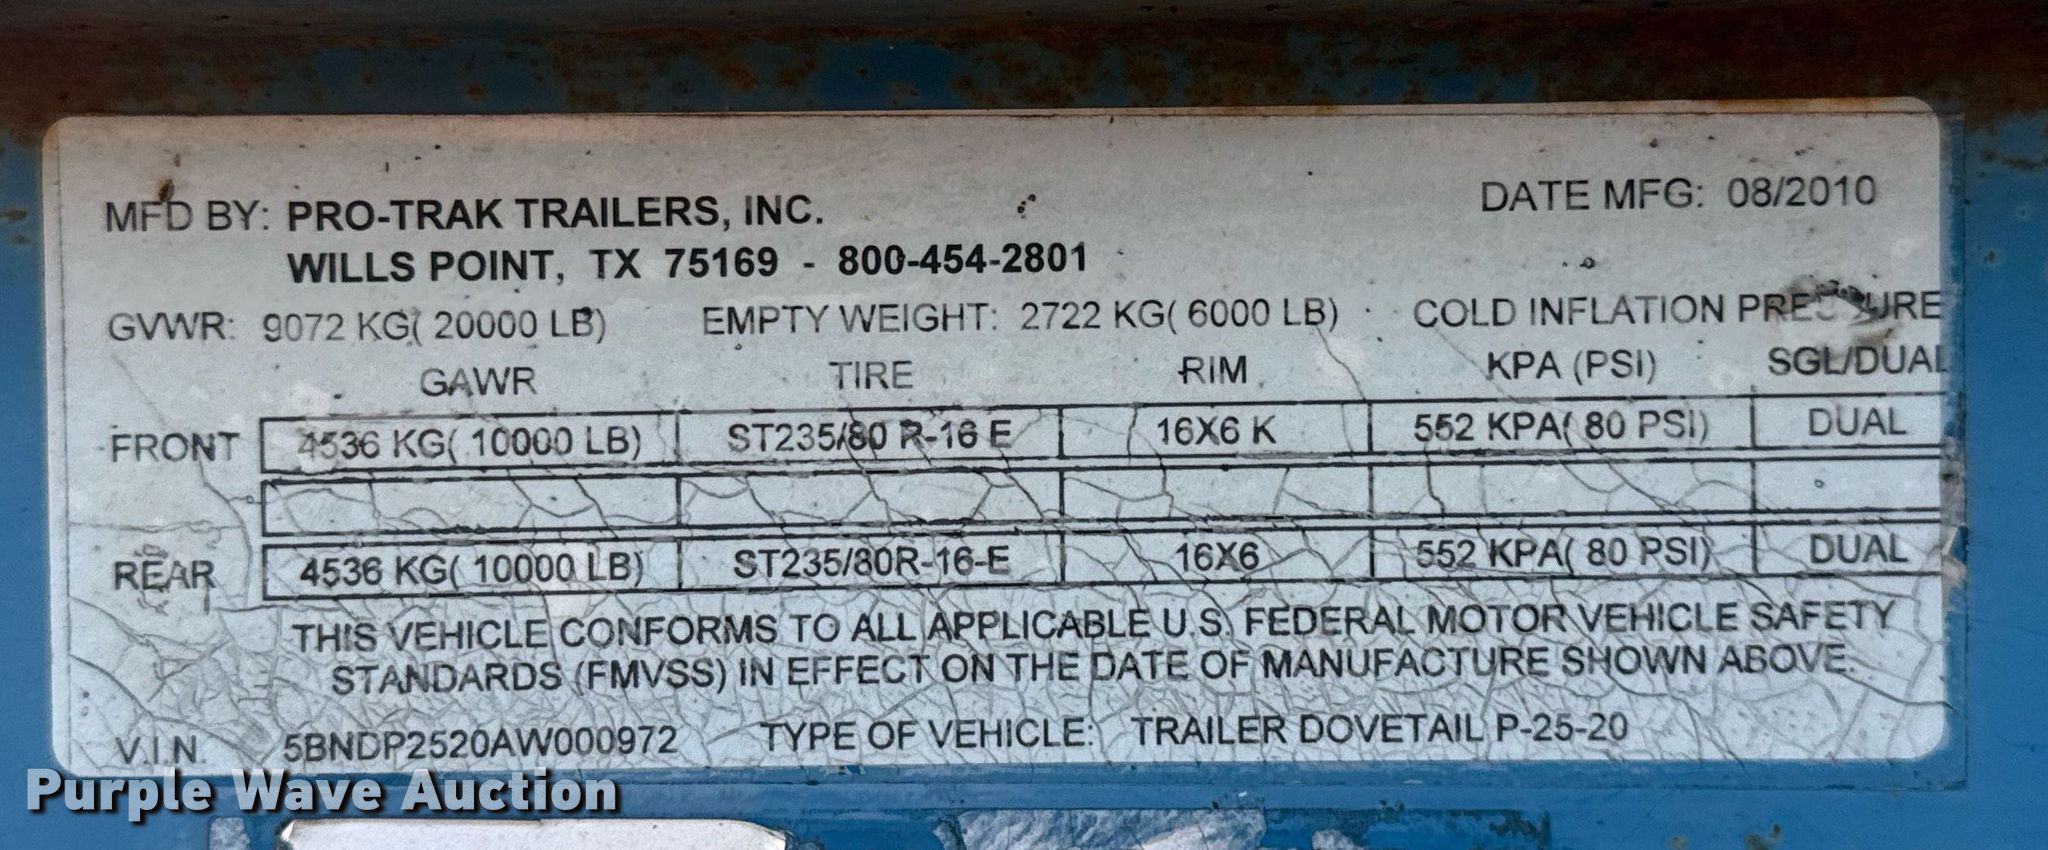 MFD BY: PRO-TRAK TRAILERS, INC. DATE MFG: 08/2010
WILLS POINT, TX 75169 - 800-454-2801
GVWR: 9072 KG( 20000 LB) EMPTY WEIGHT: 2722 KG( 6000 LB) COLD INFLATION PRESSURE
GAWR TIRE RIM KPA (PSI) SGL/DUAL
FRONT 4536 KG( 10000 LB) ST235/80 R-16 E 16X6 K 552 KPA( 80 PSI) DUAL
REAR 4536 KG( 10000 LB) ST235/80R-16-E 16X6 552 KPA( 80 PSI) DUAL
THIS VEHICLE CONFORMS TO ALL APPLICABLE U.S. FEDERAL MOTOR VEHICLE SAFETY
STANDARDS (FMVSS) IN EFFECT ON THE DATE OF MANUFACTURE SHOWN ABOVE.
V.I.N. 5BNDP2520AW000972 TYPE OF VEHICLE: TRAILER DOVETAIL P-25-20
Purple Wave Auction